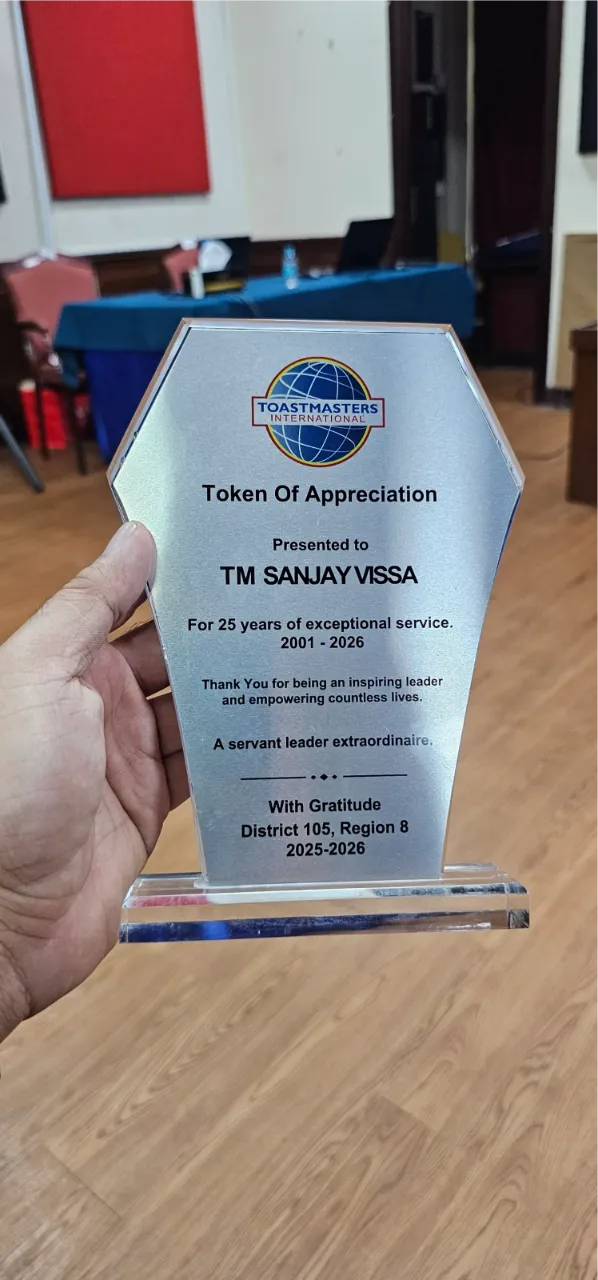 TOASTMASTERS
INTERNATIONAL
Token Of Appreciation
Presented to
TM SANJAY VISSA
For 25 years of exceptional service.
2001 - 2026
Thank You for being an inspiring leader
and empowering countless lives.
A servant leader extraordinaire.
With Gratitude
District 105, Region 8
2025-2026